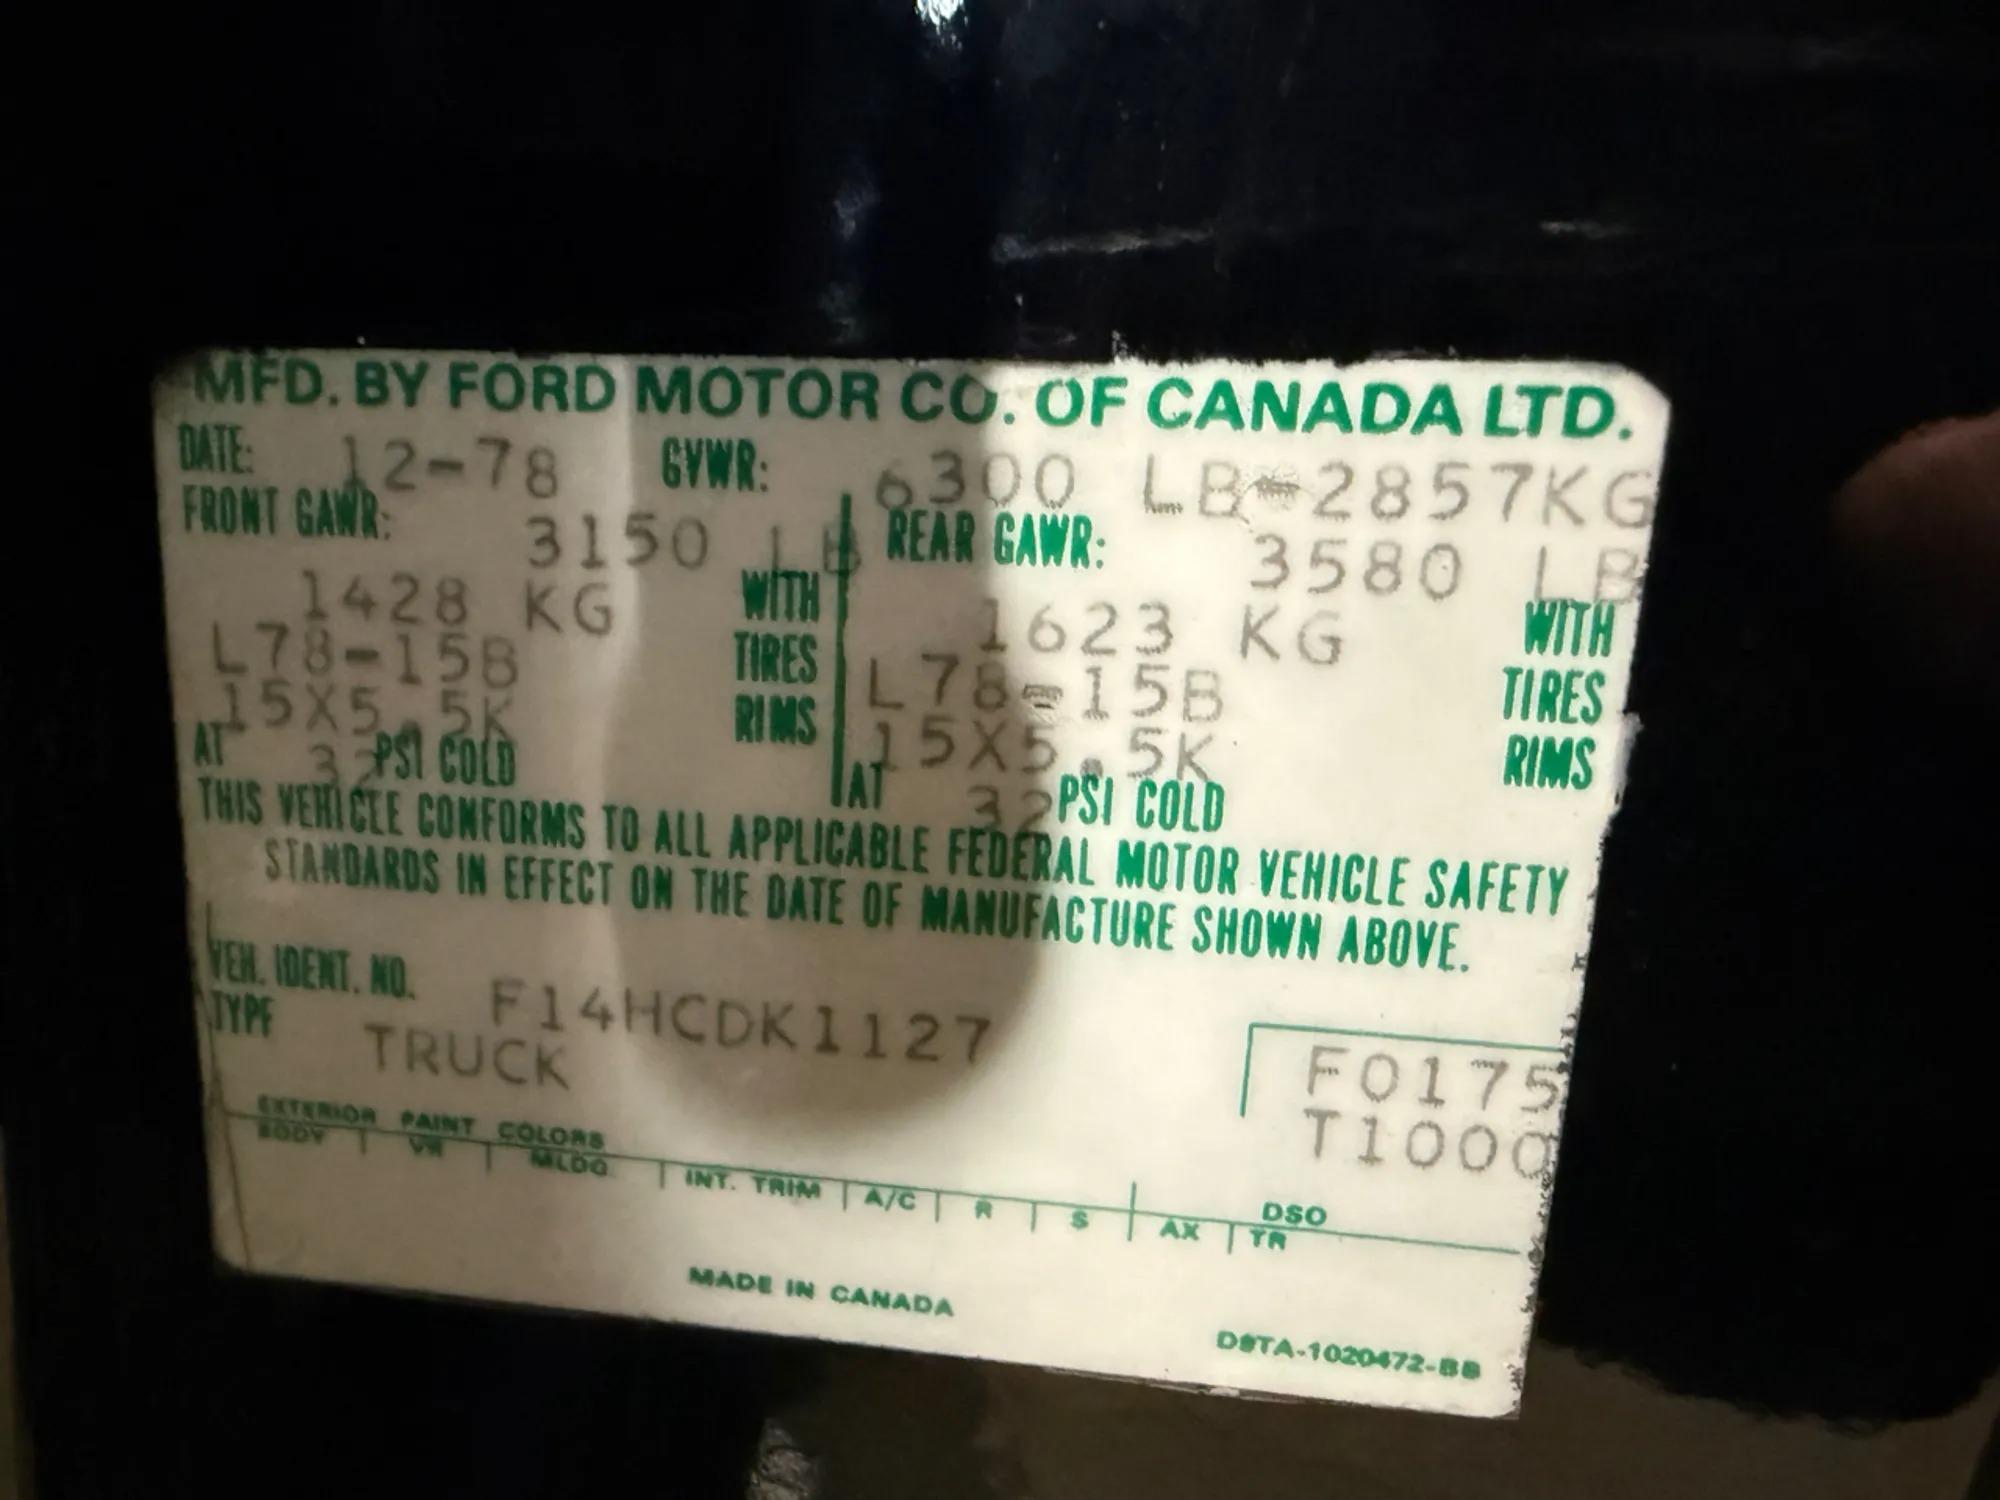 MFD. BY FORD MOTOR CO. OF CANADA LTD.
DATE: 12-78 GVWR: 6300 LB-2857KG
FRONT GAWR: 3150 LB REAR GAWR: 3580 LB
1428 KG WITH 1623 KG WITH
L78-15B TIRES L78-15B TIRES
15X5.5K RIMS 15X5.5K RIMS
AT 32 PSI COLD AT 32 PSI COLD
THIS VEHICLE CONFORMS TO ALL APPLICABLE FEDERAL MOTOR VEHICLE SAFETY
STANDARDS IN EFFECT ON THE DATE OF MANUFACTURE SHOWN ABOVE.
VEH. IDENT. NO. F14HCDK1127
TYPE TRUCK
F0175
T1000
EXTERIOR PAINT COLORS DSO
BODY VR MLDG INT. TRIM A/C R S AX TR
MADE IN CANADA
D9TA-1020472-BB